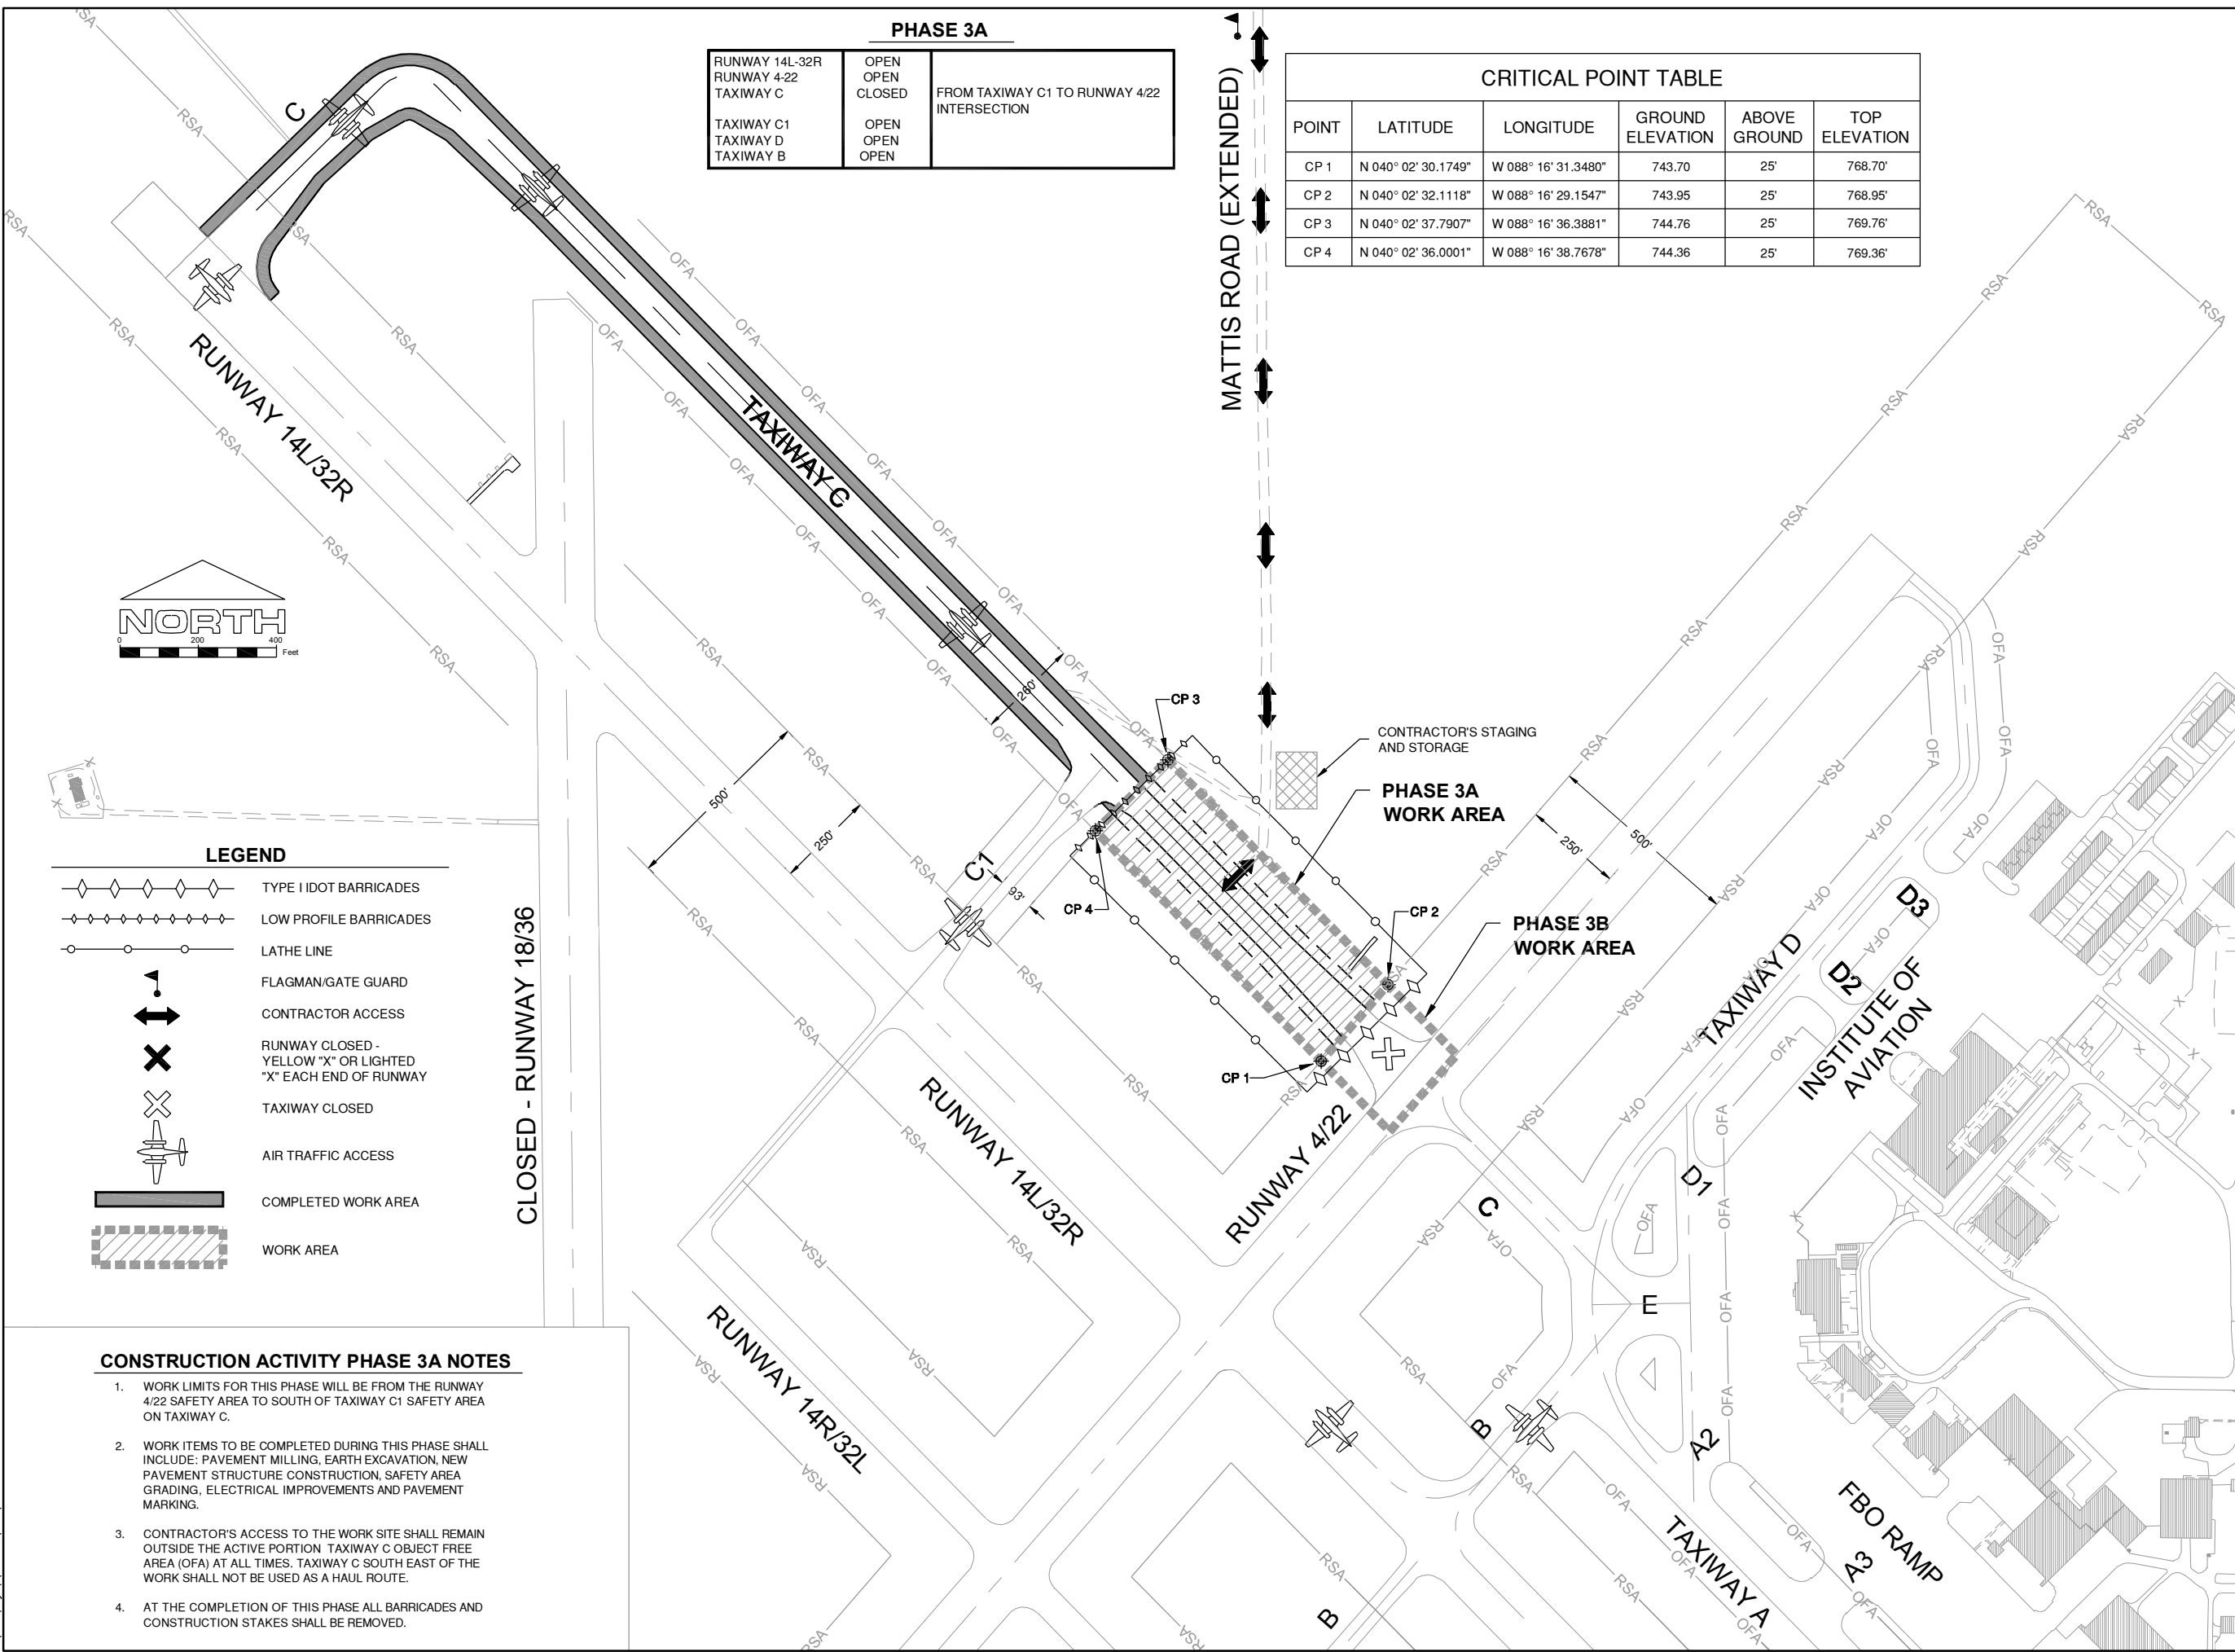 PHASE 3A
RUNWAY 14L-32R OPEN
RUNWAY 4-22 OPEN
TAXIWAY C CLOSED FROM TAXIWAY C1 TO RUNWAY 4/22
INTERSECTION
TAXIWAY C1 OPEN
TAXIWAY D OPEN
TAXIWAY B OPEN
MATTIS ROAD (EXTENDED)
CRITICAL POINT TABLE
POINT LATITUDE LONGITUDE GROUND ELEVATION ABOVE GROUND TOP ELEVATION
CP 1 N 040° 02' 30.1749" W 088° 16' 31.3480" 743.70 25' 768.70'
CP 2 N 040° 02' 32.1118" W 088° 16' 29.1547" 743.95 25' 768.95'
CP 3 N 040° 02' 37.7907" W 088° 16' 36.3881" 744.76 25' 769.76'
CP 4 N 040° 02' 36.0001" W 088° 16' 38.7678" 744.36 25' 769.36'
C
RUNWAY 14L/32R
TAXIWAY C
RSA
OFA
NORTH
0 200 400
Feet
260'
500'
250'
93'
C1
CP 3
CP 4
CP 2
CP 1
CONTRACTOR'S STAGING
AND STORAGE
PHASE 3A
WORK AREA
PHASE 3B
WORK AREA
250'
500'
CLOSED - RUNWAY 18/36
RUNWAY 14L/32R
RUNWAY 4/22
RUNWAY 14R/32L
TAXIWAY D
D3
D2
D1
INSTITUTE OF
AVIATION
C
E
B
B
A2
A3
TAXIWAY A
FBO RAMP
LEGEND
TYPE I IDOT BARRICADES
LOW PROFILE BARRICADES
LATHE LINE
FLAGMAN/GATE GUARD
CONTRACTOR ACCESS
RUNWAY CLOSED -
YELLOW "X" OR LIGHTED
"X" EACH END OF RUNWAY
TAXIWAY CLOSED
AIR TRAFFIC ACCESS
COMPLETED WORK AREA
WORK AREA
CONSTRUCTION ACTIVITY PHASE 3A NOTES
1. WORK LIMITS FOR THIS PHASE WILL BE FROM THE RUNWAY
4/22 SAFETY AREA TO SOUTH OF TAXIWAY C1 SAFETY AREA
ON TAXIWAY C.
2. WORK ITEMS TO BE COMPLETED DURING THIS PHASE SHALL
INCLUDE: PAVEMENT MILLING, EARTH EXCAVATION, NEW
PAVEMENT STRUCTURE CONSTRUCTION, SAFETY AREA
GRADING, ELECTRICAL IMPROVEMENTS AND PAVEMENT
MARKING.
3. CONTRACTOR'S ACCESS TO THE WORK SITE SHALL REMAIN
OUTSIDE THE ACTIVE PORTION TAXIWAY C OBJECT FREE
AREA (OFA) AT ALL TIMES. TAXIWAY C SOUTH EAST OF THE
WORK SHALL NOT BE USED AS A HAUL ROUTE.
4. AT THE COMPLETION OF THIS PHASE ALL BARRICADES AND
CONSTRUCTION STAKES SHALL BE REMOVED.